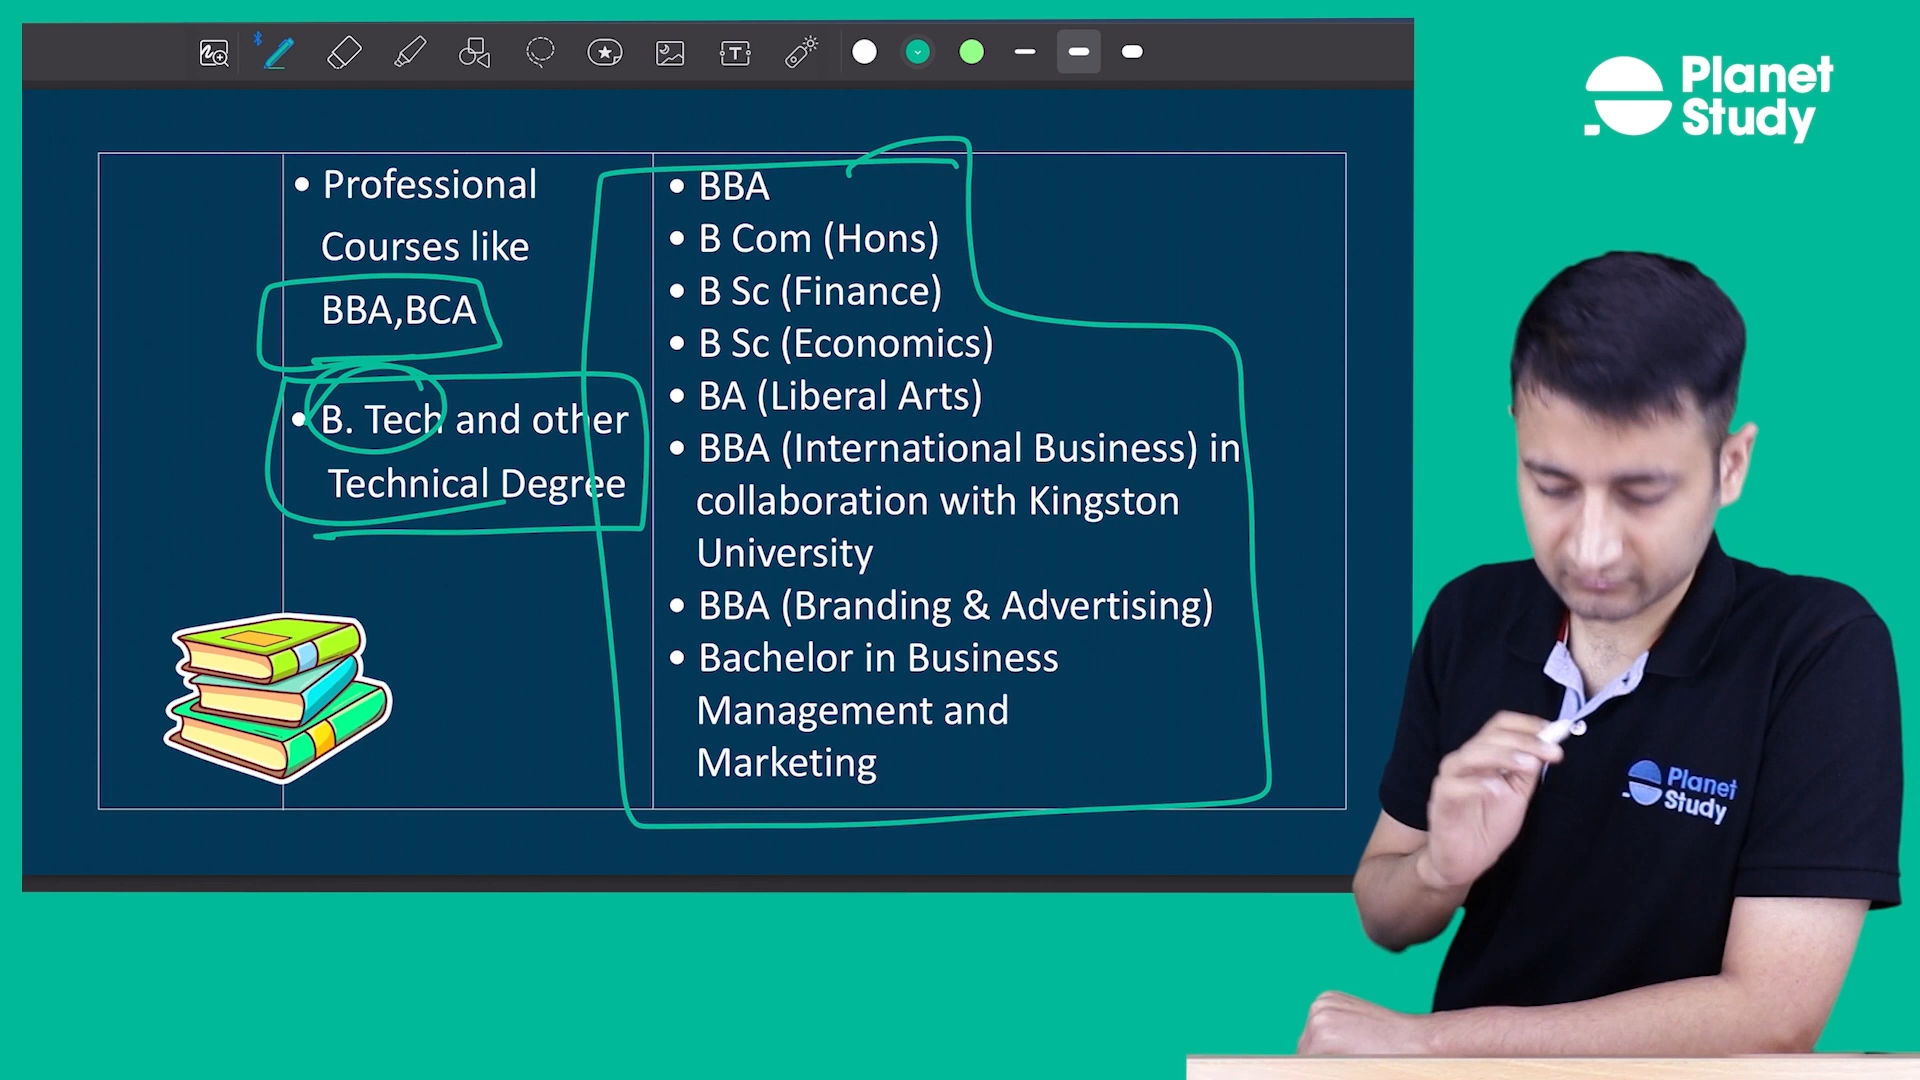 Planet
Study
• Professional
Courses like
BBA,BCA
• B. Tech and other
Technical Degree
• BBA
• B Com (Hons)
• B Sc (Finance)
• B Sc (Economics)
• BA (Liberal Arts)
• BBA (International Business) in
collaboration with Kingston
University
• BBA (Branding & Advertising)
• Bachelor in Business
Management and
Marketing
Planet
Study
T